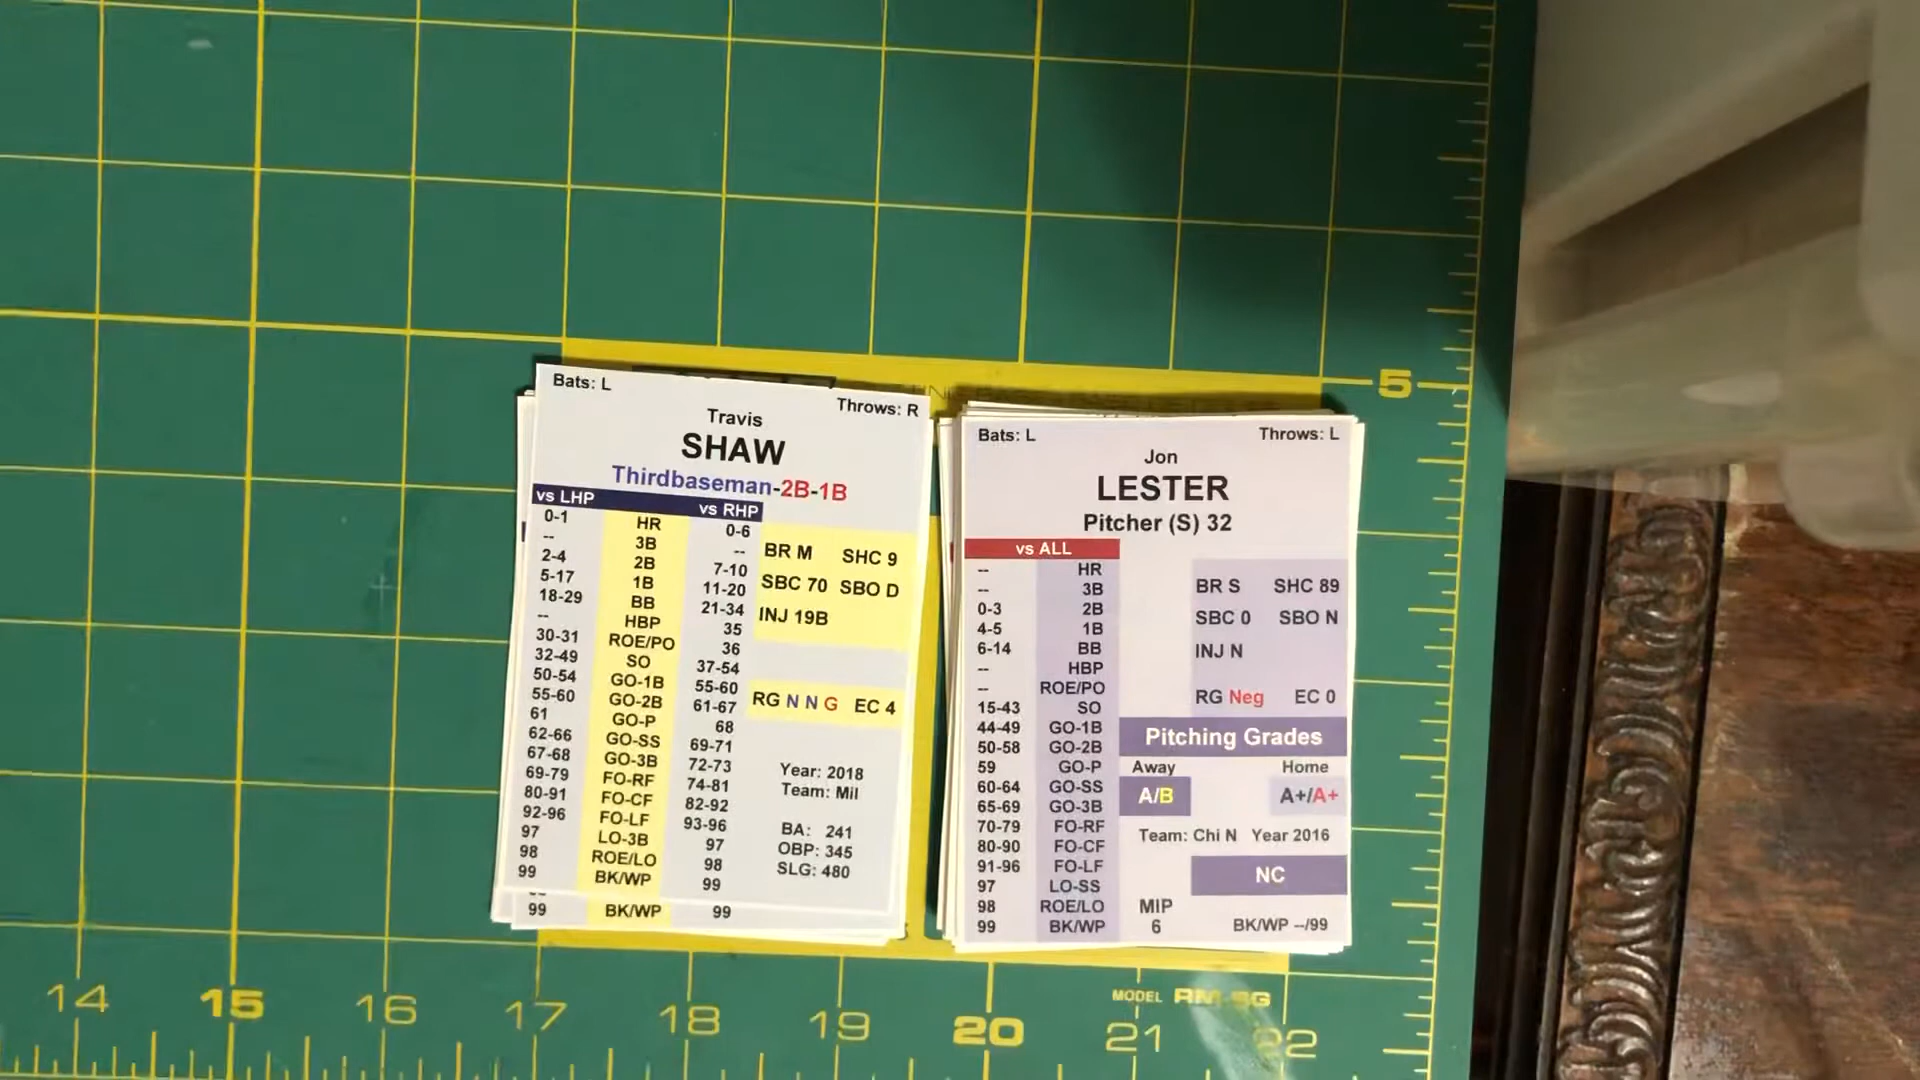 Bats: L
Throws: R
Travis
SHAW
Thirdbaseman-2B-1B
vs LHP vs RHP
0-1 HR 0-6
-- 3B --
2-4 2B 7-10
5-17 1B 11-20
18-29 BB 21-34
-- HBP 35
30-31 ROE/PO 36
32-49 SO 37-54
50-54 GO-1B 55-60
55-60 GO-2B 61-67
61 GO-P 68
62-66 GO-SS 69-71
67-68 GO-3B 72-73
69-79 FO-RF 74-81
80-91 FO-CF 82-92
92-96 FO-LF 93-96
97 LO-3B 97
98 ROE/LO 98
99 BK/WP 99
99 BK/WP 99
BR M SHC 9
SBC 70 SBO D
INJ 19B
RG N N G EC 4
Year: 2018
Team: Mil
BA: 241
OBP: 345
SLG: 480
Bats: L Throws: L
Jon
LESTER
Pitcher (S) 32
vs ALL
-- HR
-- 3B
0-3 2B
4-5 1B
6-14 BB
-- HBP
-- ROE/PO
15-43 SO
44-49 GO-1B
50-58 GO-2B
59 GO-P
60-64 GO-SS
65-69 GO-3B
70-79 FO-RF
80-90 FO-CF
91-96 FO-LF
97 LO-SS
98 ROE/LO
99 BK/WP
BR S SHC 89
SBC 0 SBO N
INJ N
RG Neg EC 0
Pitching Grades
Away Home
A/B A+/A+
Team: Chi N Year 2016
NC
MIP
6
BK/WP --/99
5
MODEL
14 15 16 17 18 19 20 21 22